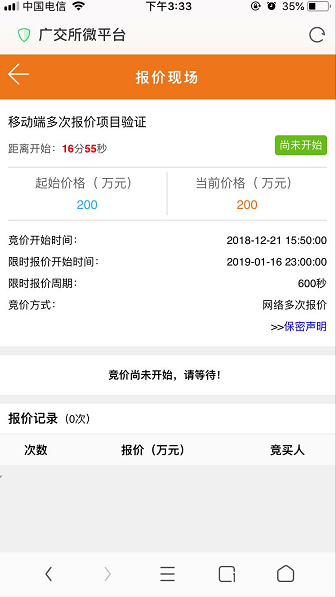 中国电信 下午3:33 35%
广交所微平台
报价现场
移动端多次报价项目验证
距离开始： 16分55秒 尚未开始
起始价格（ 万元） 当前价格（ 万元）
200 200
竞价开始时间： 2018-12-21 15:50:00
限时报价开始时间： 2019-01-16 23:00:00
限时报价周期： 600秒
竞价方式： 网络多次报价
>>保密声明
竞价尚未开始，请等待！
报价记录（0次）
次数 报价（万元） 竞买人